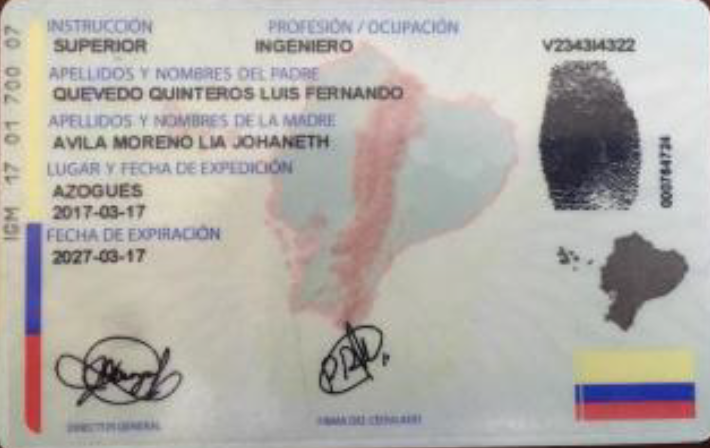 INSTRUCCIÓN
SUPERIOR
PROFESIÓN / OCUPACIÓN
INGENIERO
V2343I4322
APELLIDOS Y NOMBRES DEL PADRE
QUEVEDO QUINTEROS LUIS FERNANDO
APELLIDOS Y NOMBRES DE LA MADRE
AVILA MORENO LIA JOHANETH
LUGAR Y FECHA DE EXPEDICIÓN
AZOGUES
2017-03-17
FECHA DE EXPIRACIÓN
2027-03-17
DIRECTOR GENERAL
FIRMA DEL CEDULADO
IGM 17 01 700 07
000764724